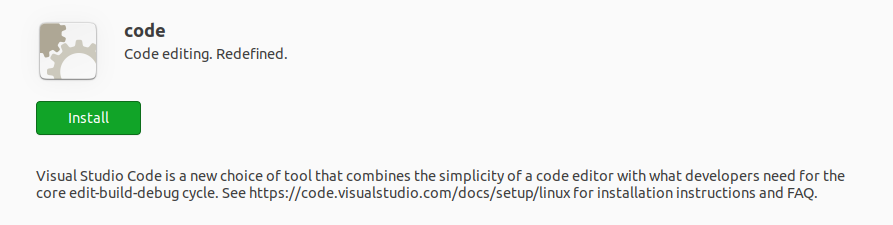 code
Code editing. Redefined.
Install
Visual Studio Code is a new choice of tool that combines the simplicity of a code editor with what developers need for the
core edit-build-debug cycle. See https://code.visualstudio.com/docs/setup/linux for installation instructions and FAQ.